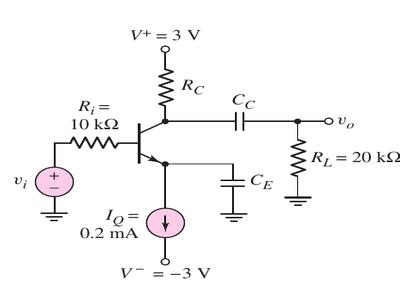 V⁺ = 3 V
R_C
R_i =
10 kΩ
C_C
v_o
R_L = 20 kΩ
v_i
+
−
C_E
I_Q =
0.2 mA
V⁻ = −3 V